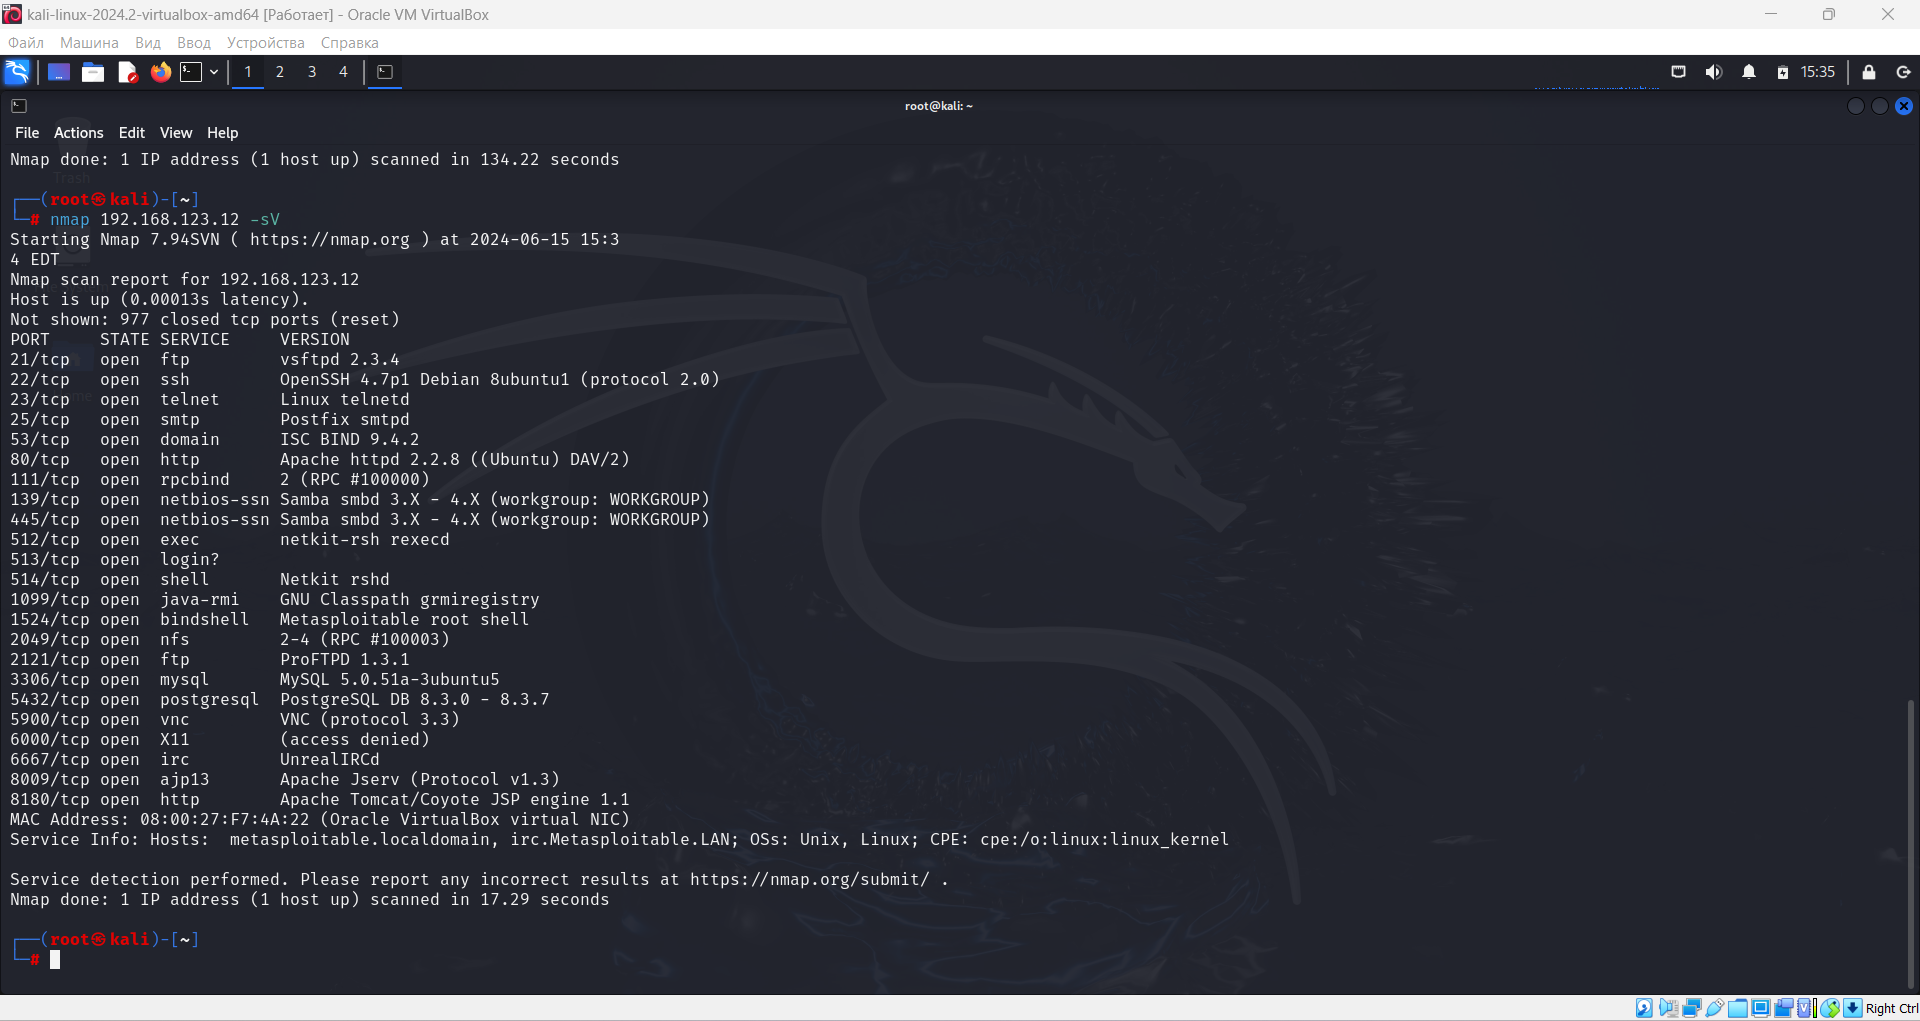 kali-linux-2024.2-virtualbox-amd64 [Работает] - Oracle VM VirtualBox
Файл Машина Вид Ввод Устройства Справка
1 2 3 4 15:35
root@kali: ~
File Actions Edit View Help
Nmap done: 1 IP address (1 host up) scanned in 134.22 seconds
Trash
┌──(root㉿kali)-[~]
└─# nmap 192.168.123.12 -sV
Starting Nmap 7.94SVN ( https://nmap.org ) at 2024-06-15 15:3
4 EDT
Nmap scan report for 192.168.123.12
Host is up (0.00013s latency).
Not shown: 977 closed tcp ports (reset)
PORT     STATE SERVICE     VERSION
21/tcp   open  ftp         vsftpd 2.3.4
22/tcp   open  ssh         OpenSSH 4.7p1 Debian 8ubuntu1 (protocol 2.0)
23/tcp   open  telnet      Linux telnetd
25/tcp   open  smtp        Postfix smtpd
53/tcp   open  domain      ISC BIND 9.4.2
80/tcp   open  http        Apache httpd 2.2.8 ((Ubuntu) DAV/2)
111/tcp  open  rpcbind     2 (RPC #100000)
139/tcp  open  netbios-ssn Samba smbd 3.X - 4.X (workgroup: WORKGROUP)
445/tcp  open  netbios-ssn Samba smbd 3.X - 4.X (workgroup: WORKGROUP)
512/tcp  open  exec        netkit-rsh rexecd
513/tcp  open  login?
514/tcp  open  shell       Netkit rshd
1099/tcp open  java-rmi    GNU Classpath grmiregistry
1524/tcp open  bindshell   Metasploitable root shell
2049/tcp open  nfs         2-4 (RPC #100003)
2121/tcp open  ftp         ProFTPD 1.3.1
3306/tcp open  mysql       MySQL 5.0.51a-3ubuntu5
5432/tcp open  postgresql  PostgreSQL DB 8.3.0 - 8.3.7
5900/tcp open  vnc         VNC (protocol 3.3)
6000/tcp open  X11         (access denied)
6667/tcp open  irc         UnrealIRCd
8009/tcp open  ajp13       Apache Jserv (Protocol v1.3)
8180/tcp open  http        Apache Tomcat/Coyote JSP engine 1.1
MAC Address: 08:00:27:F7:4A:22 (Oracle VirtualBox virtual NIC)
Service Info: Hosts:  metasploitable.localdomain, irc.Metasploitable.LAN; OSs: Unix, Linux; CPE: cpe:/o:linux:linux_kernel
Service detection performed. Please report any incorrect results at https://nmap.org/submit/ .
Nmap done: 1 IP address (1 host up) scanned in 17.29 seconds
┌──(root㉿kali)-[~]
└─#
Right Ctrl